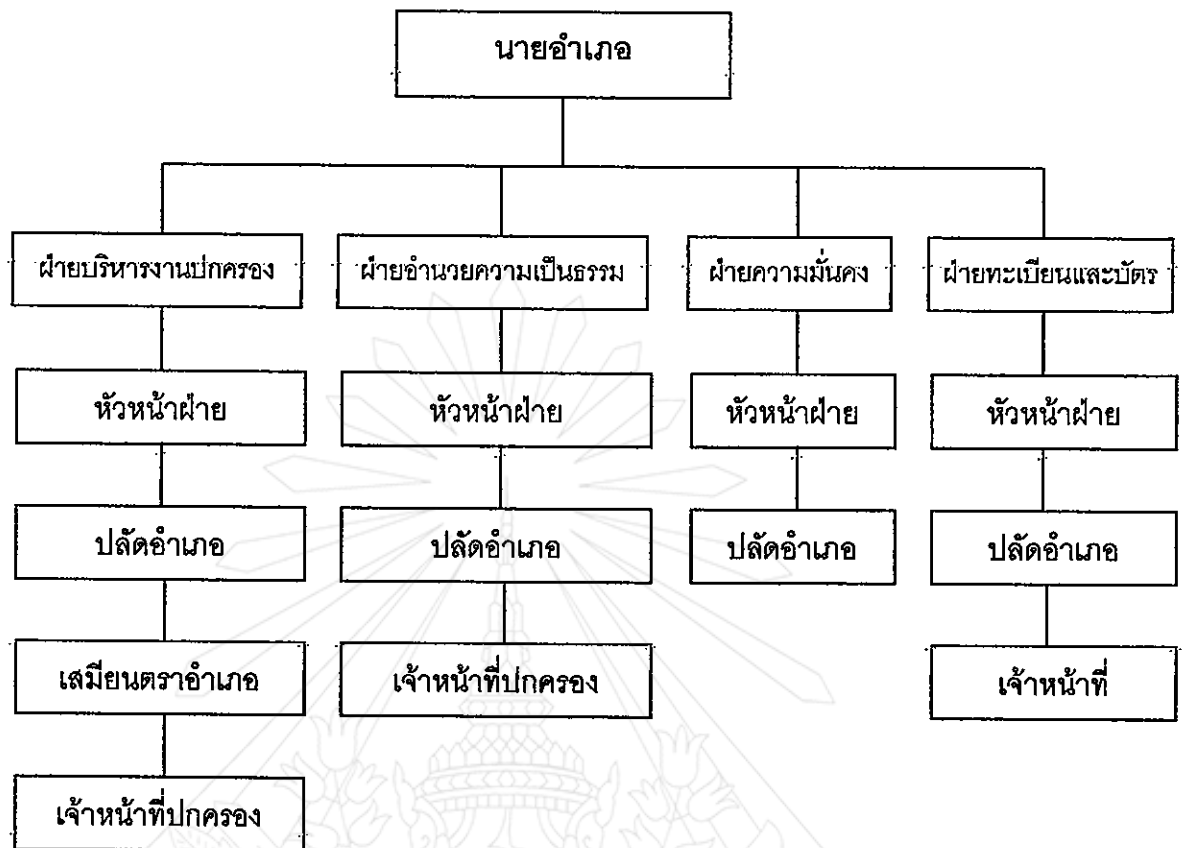 นายอำเภอ
ฝ่ายบริหารงานปกครอง
ฝ่ายอำนวยความเป็นธรรม
ฝ่ายความมั่นคง
ฝ่ายทะเบียนและบัตร
หัวหน้าฝ่าย
หัวหน้าฝ่าย
หัวหน้าฝ่าย
หัวหน้าฝ่าย
ปลัดอำเภอ
ปลัดอำเภอ
ปลัดอำเภอ
ปลัดอำเภอ
เสมียนตราอำเภอ
เจ้าหน้าที่ปกครอง
เจ้าหน้าที่
เจ้าหน้าที่ปกครอง